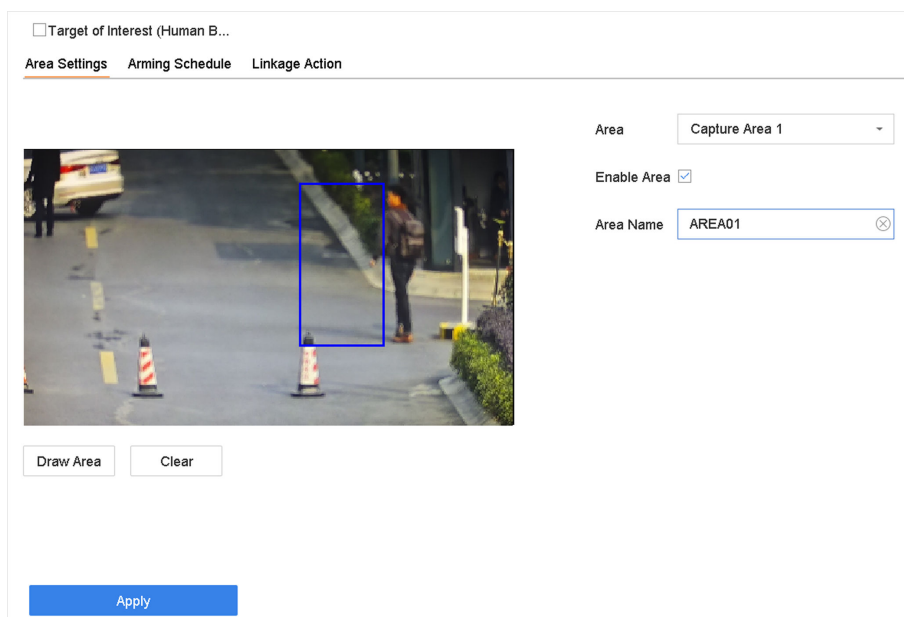 Target of Interest (Human B...
Area Settings Arming Schedule Linkage Action
Area Capture Area 1
Enable Area
Area Name AREA01
Draw Area Clear
Apply